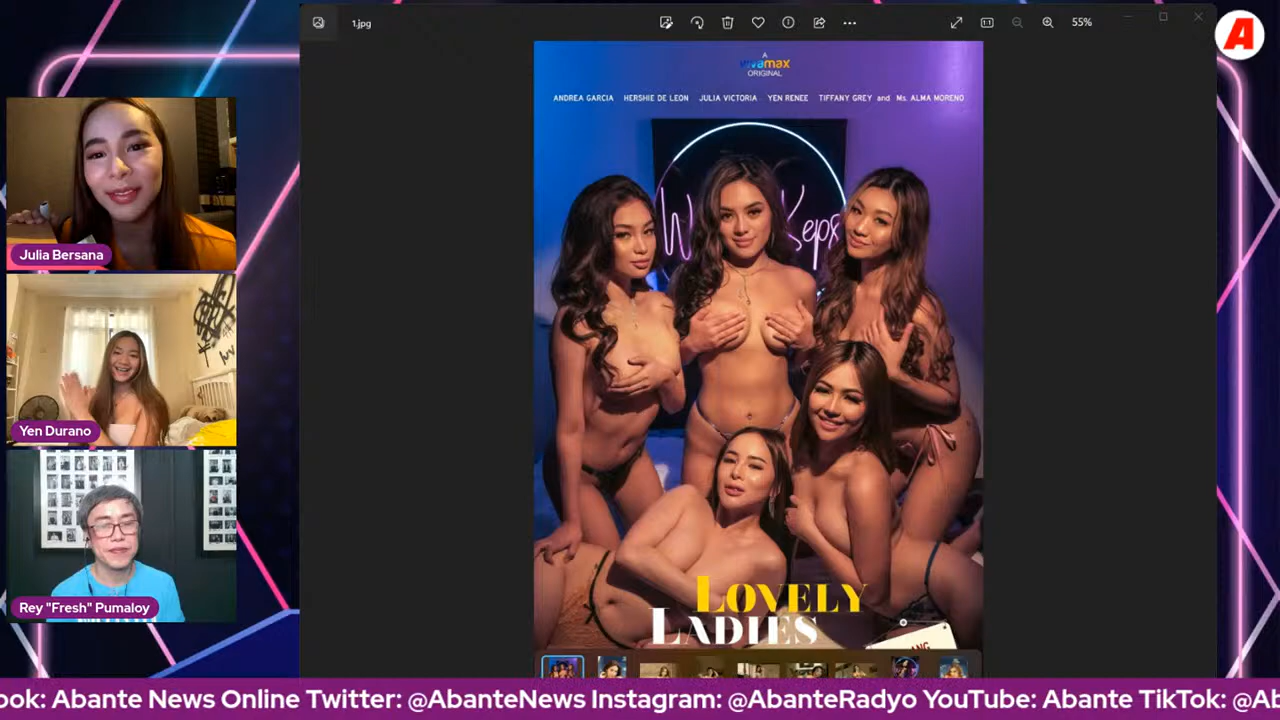 1.jpg
55%
A
vivamax
ORIGINAL
ANDREA GARCIA HERSHIE DE LEON JULIA VICTORIA YEN RENEE TIFFANY GREY and Ms. ALMA MORENO
LOVELY
LADIES
Julia Bersana
Yen Durano
Rey "Fresh" Pumaloy
A
ook: Abante News Online Twitter: @AbanteNews Instagram: @AbanteRadyo YouTube: Abante TikTok: @Ab